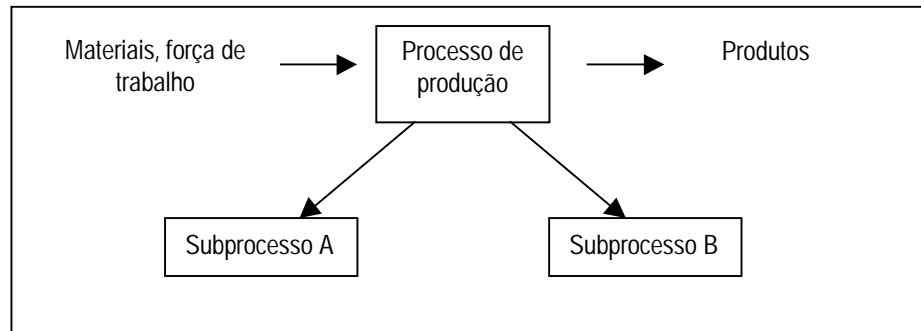 Materiais, força de
trabalho
Processo de
produção
Produtos
Subprocesso A
Subprocesso B